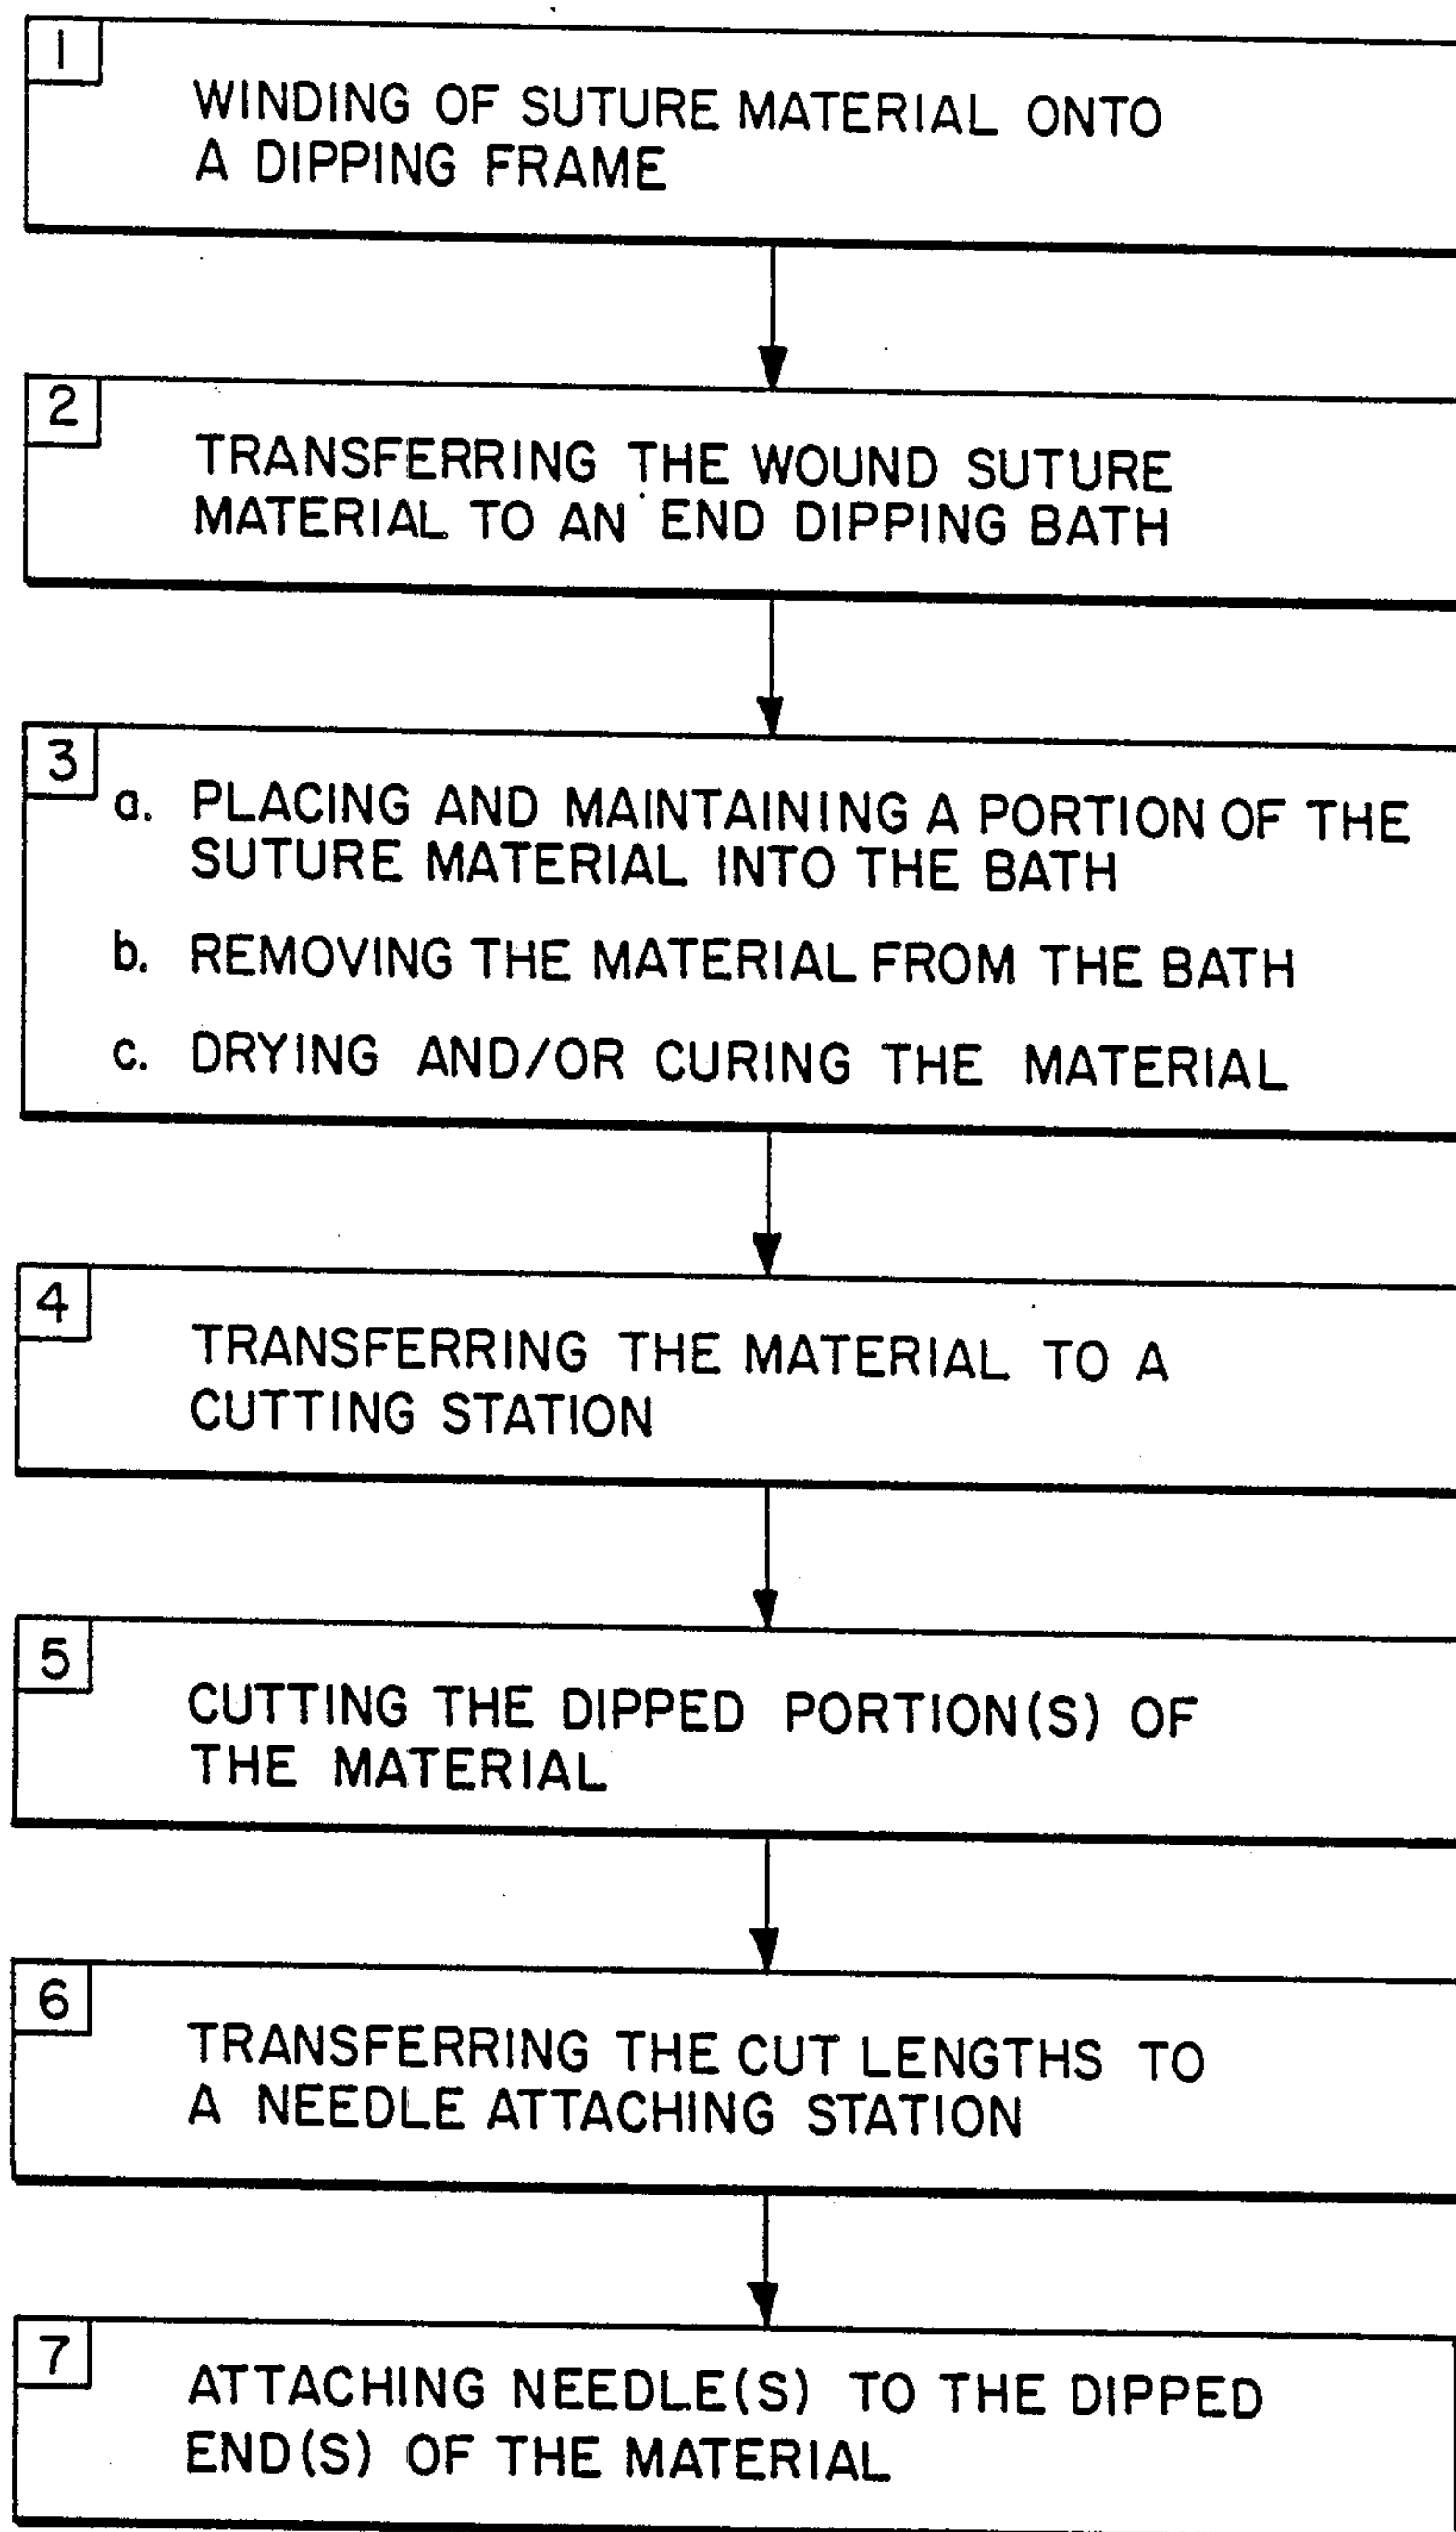 1
WINDING OF SUTURE MATERIAL ONTO
A DIPPING FRAME
2
TRANSFERRING THE WOUND SUTURE
MATERIAL TO AN END DIPPING BATH
3
a. PLACING AND MAINTAINING A PORTION OF THE
SUTURE MATERIAL INTO THE BATH
b. REMOVING THE MATERIAL FROM THE BATH
c. DRYING AND/OR CURING THE MATERIAL
4
TRANSFERRING THE MATERIAL TO A
CUTTING STATION
5
CUTTING THE DIPPED PORTION(S) OF
THE MATERIAL
6
TRANSFERRING THE CUT LENGTHS TO
A NEEDLE ATTACHING STATION
7
ATTACHING NEEDLE(S) TO THE DIPPED
END(S) OF THE MATERIAL